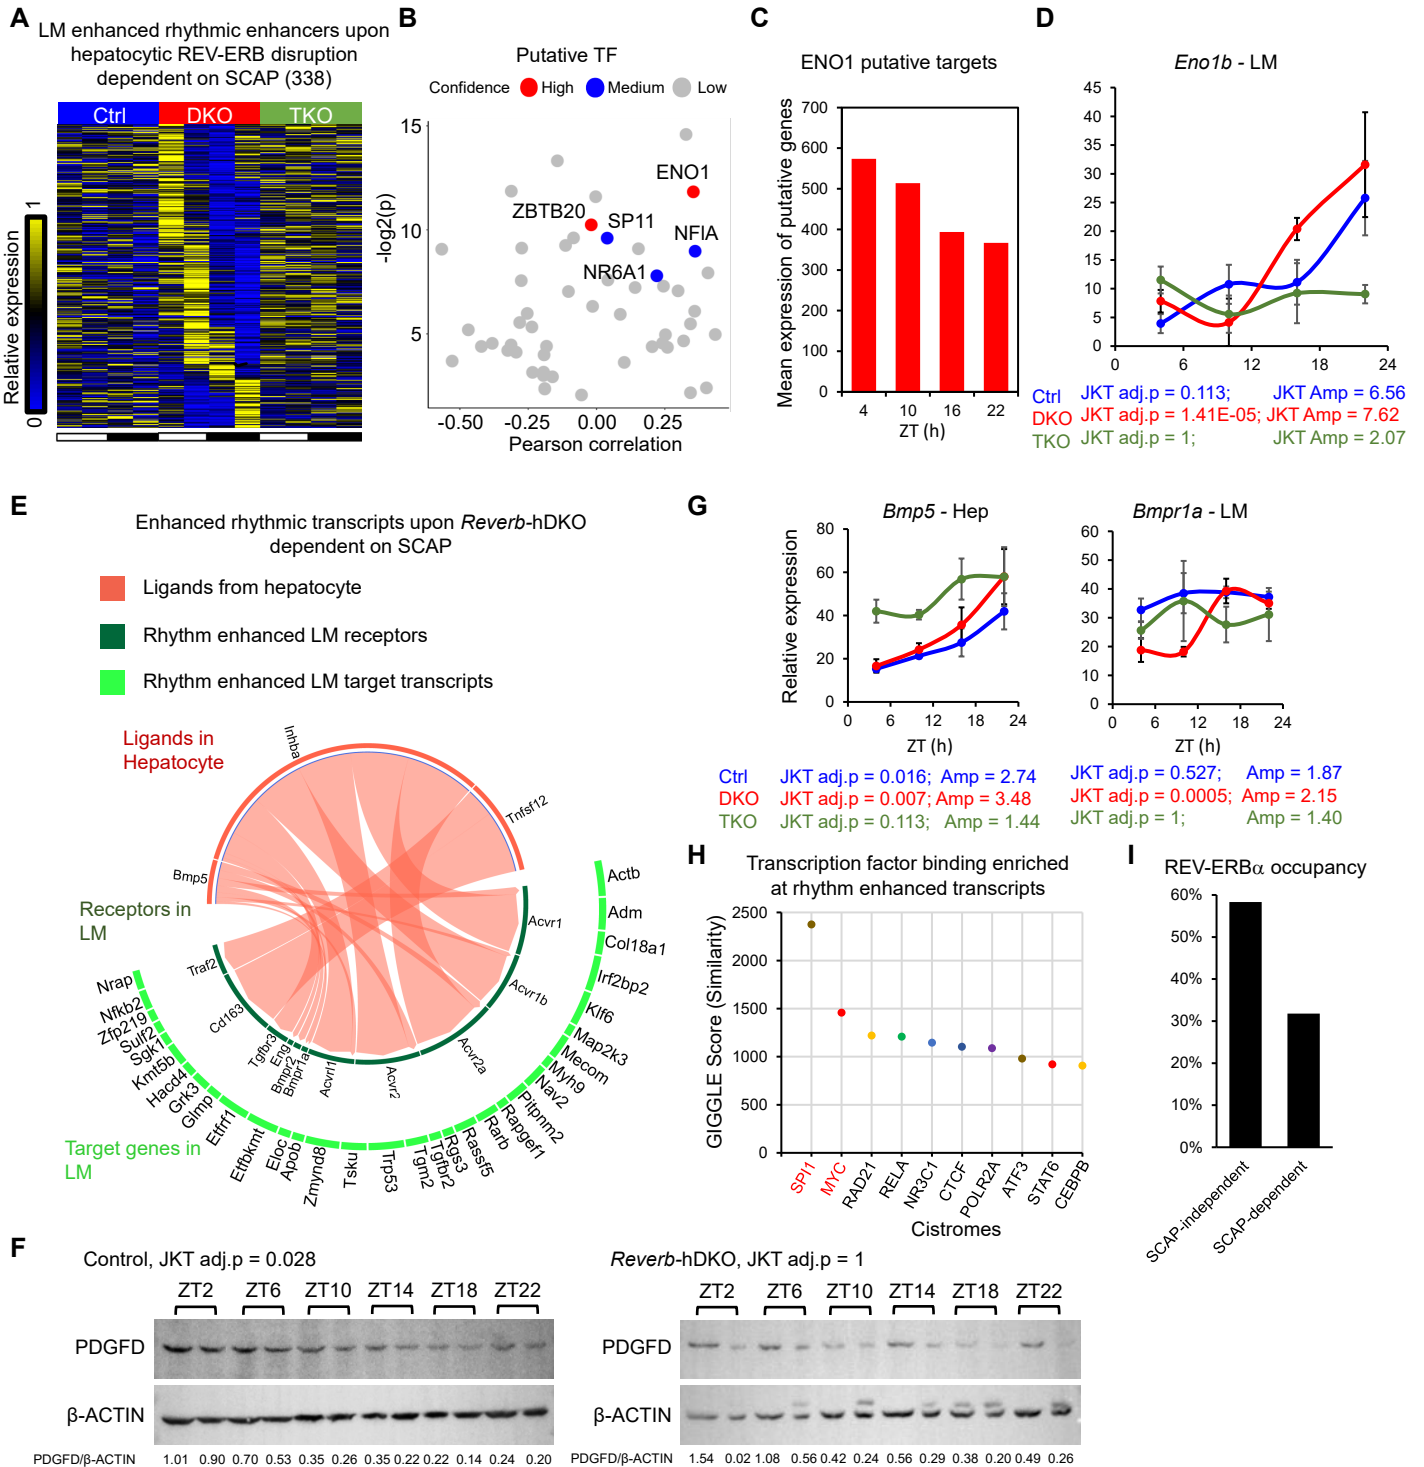 A
LM enhanced rhythmic enhancers upon
hepatocytic REV-ERB disruption
dependent on SCAP (338)
Ctrl DKO TKO
Relative expression
0 1
B
Putative TF
Confidence High Medium Low
15
10
5
-log2(p)
ENO1
ZBTB20
SP11
NFIA
NR6A1
-0.50 -0.25 0.00 0.25
Pearson correlation
C
ENO1 putative targets
Mean expression of putative genes
700
600
500
400
300
200
100
0
4 10 16 22
ZT (h)
D
Eno1b - LM
45
40
35
30
25
20
15
10
5
0
0 6 12 18 24
Ctrl JKT adj.p = 0.113; JKT Amp = 6.56
DKO JKT adj.p = 1.41E-05; JKT Amp = 7.62
TKO JKT adj.p = 1; JKT Amp = 2.07
E
Enhanced rhythmic transcripts upon Reverb-hDKO
dependent on SCAP
Ligands from hepatocyte
Rhythm enhanced LM receptors
Rhythm enhanced LM target transcripts
Ligands in
Hepatocyte
Receptors in
LM
Target genes in
LM
Bmp5
Inhba
Tnfsf12
Acvr1
Acvr1b
Acvr2a
Acvr2
Acvrl1
Bmpr1a
Bmpr2
Eng
Tgfbr3
Cd163
Traf2
Actb
Adm
Col18a1
Irf2bp2
Klf6
Map2k3
Mecom
Myh9
Nav2
Pitpnm2
Rapgef1
Rarb
Rassf5
Rgs3
Tgfbr2
Tgm2
Trp53
Tsku
Zmynd8
Apob
Eloc
Etfbkmt
Etfrf1
Glmp
Grk3
Hacd4
Kmt5b
Sgk1
Sulf2
Zfp219
Nfkb2
Nrap
F
Control, JKT adj.p = 0.028
ZT2 ZT6 ZT10 ZT14 ZT18 ZT22
PDGFD
β-ACTIN
PDGFD/β-ACTIN 1.01 0.90 0.70 0.53 0.35 0.26 0.35 0.22 0.22 0.14 0.24 0.20
Reverb-hDKO, JKT adj.p = 1
ZT2 ZT6 ZT10 ZT14 ZT18 ZT22
PDGFD
β-ACTIN
PDGFD/β-ACTIN 1.54 0.02 1.08 0.56 0.42 0.24 0.56 0.29 0.38 0.20 0.49 0.26
G
Bmp5 - Hep
Relative expression
80
60
40
20
0
0 6 12 18 24
ZT (h)
Ctrl JKT adj.p = 0.016; Amp = 2.74
DKO JKT adj.p = 0.007; Amp = 3.48
TKO JKT adj.p = 0.113; Amp = 1.44
Bmpr1a - LM
60
50
40
30
20
10
0
0 6 12 18 24
ZT (h)
JKT adj.p = 0.527; Amp = 1.87
JKT adj.p = 0.0005; Amp = 2.15
JKT adj.p = 1; Amp = 1.40
H
Transcription factor binding enriched
at rhythm enhanced transcripts
GIGGLE Score (Similarity)
2500
2000
1500
1000
500
0
SPI1
MYC
RAD21
RELA
NR3C1
CTCF
POLR2A
ATF3
STAT6
CEBPB
Cistromes
I
REV-ERBα occupancy
60%
50%
40%
30%
20%
10%
0%
SCAP-independent
SCAP-dependent